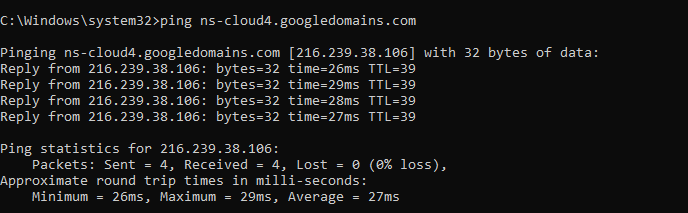 C:\Windows\system32>ping ns-cloud4.googledomains.com
Pinging ns-cloud4.googledomains.com [216.239.38.106] with 32 bytes of data:
Reply from 216.239.38.106: bytes=32 time=26ms TTL=39
Reply from 216.239.38.106: bytes=32 time=29ms TTL=39
Reply from 216.239.38.106: bytes=32 time=28ms TTL=39
Reply from 216.239.38.106: bytes=32 time=27ms TTL=39
Ping statistics for 216.239.38.106:
Packets: Sent = 4, Received = 4, Lost = 0 (0% loss),
Approximate round trip times in milli-seconds:
Minimum = 26ms, Maximum = 29ms, Average = 27ms